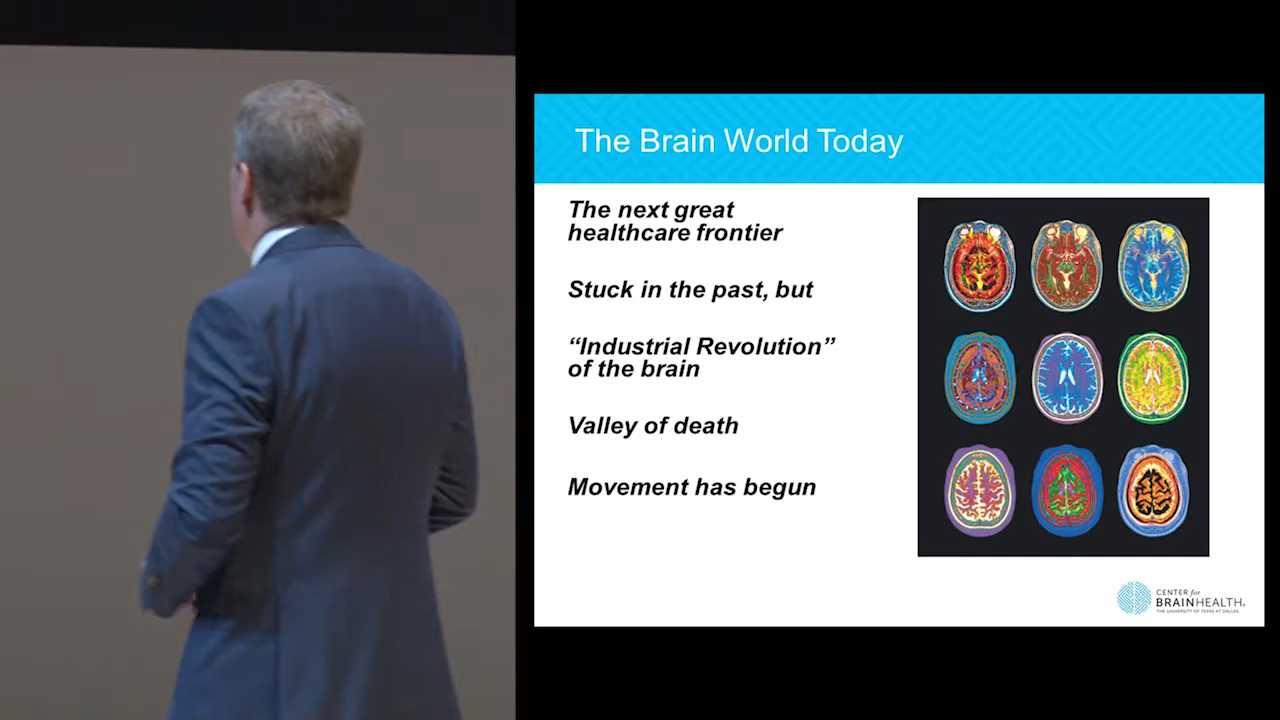 The Brain World Today
The next great
healthcare frontier
Stuck in the past, but
“Industrial Revolution”
of the brain
Valley of death
Movement has begun
CENTER for
BRAINHEALTH®
THE UNIVERSITY OF TEXAS AT DALLAS